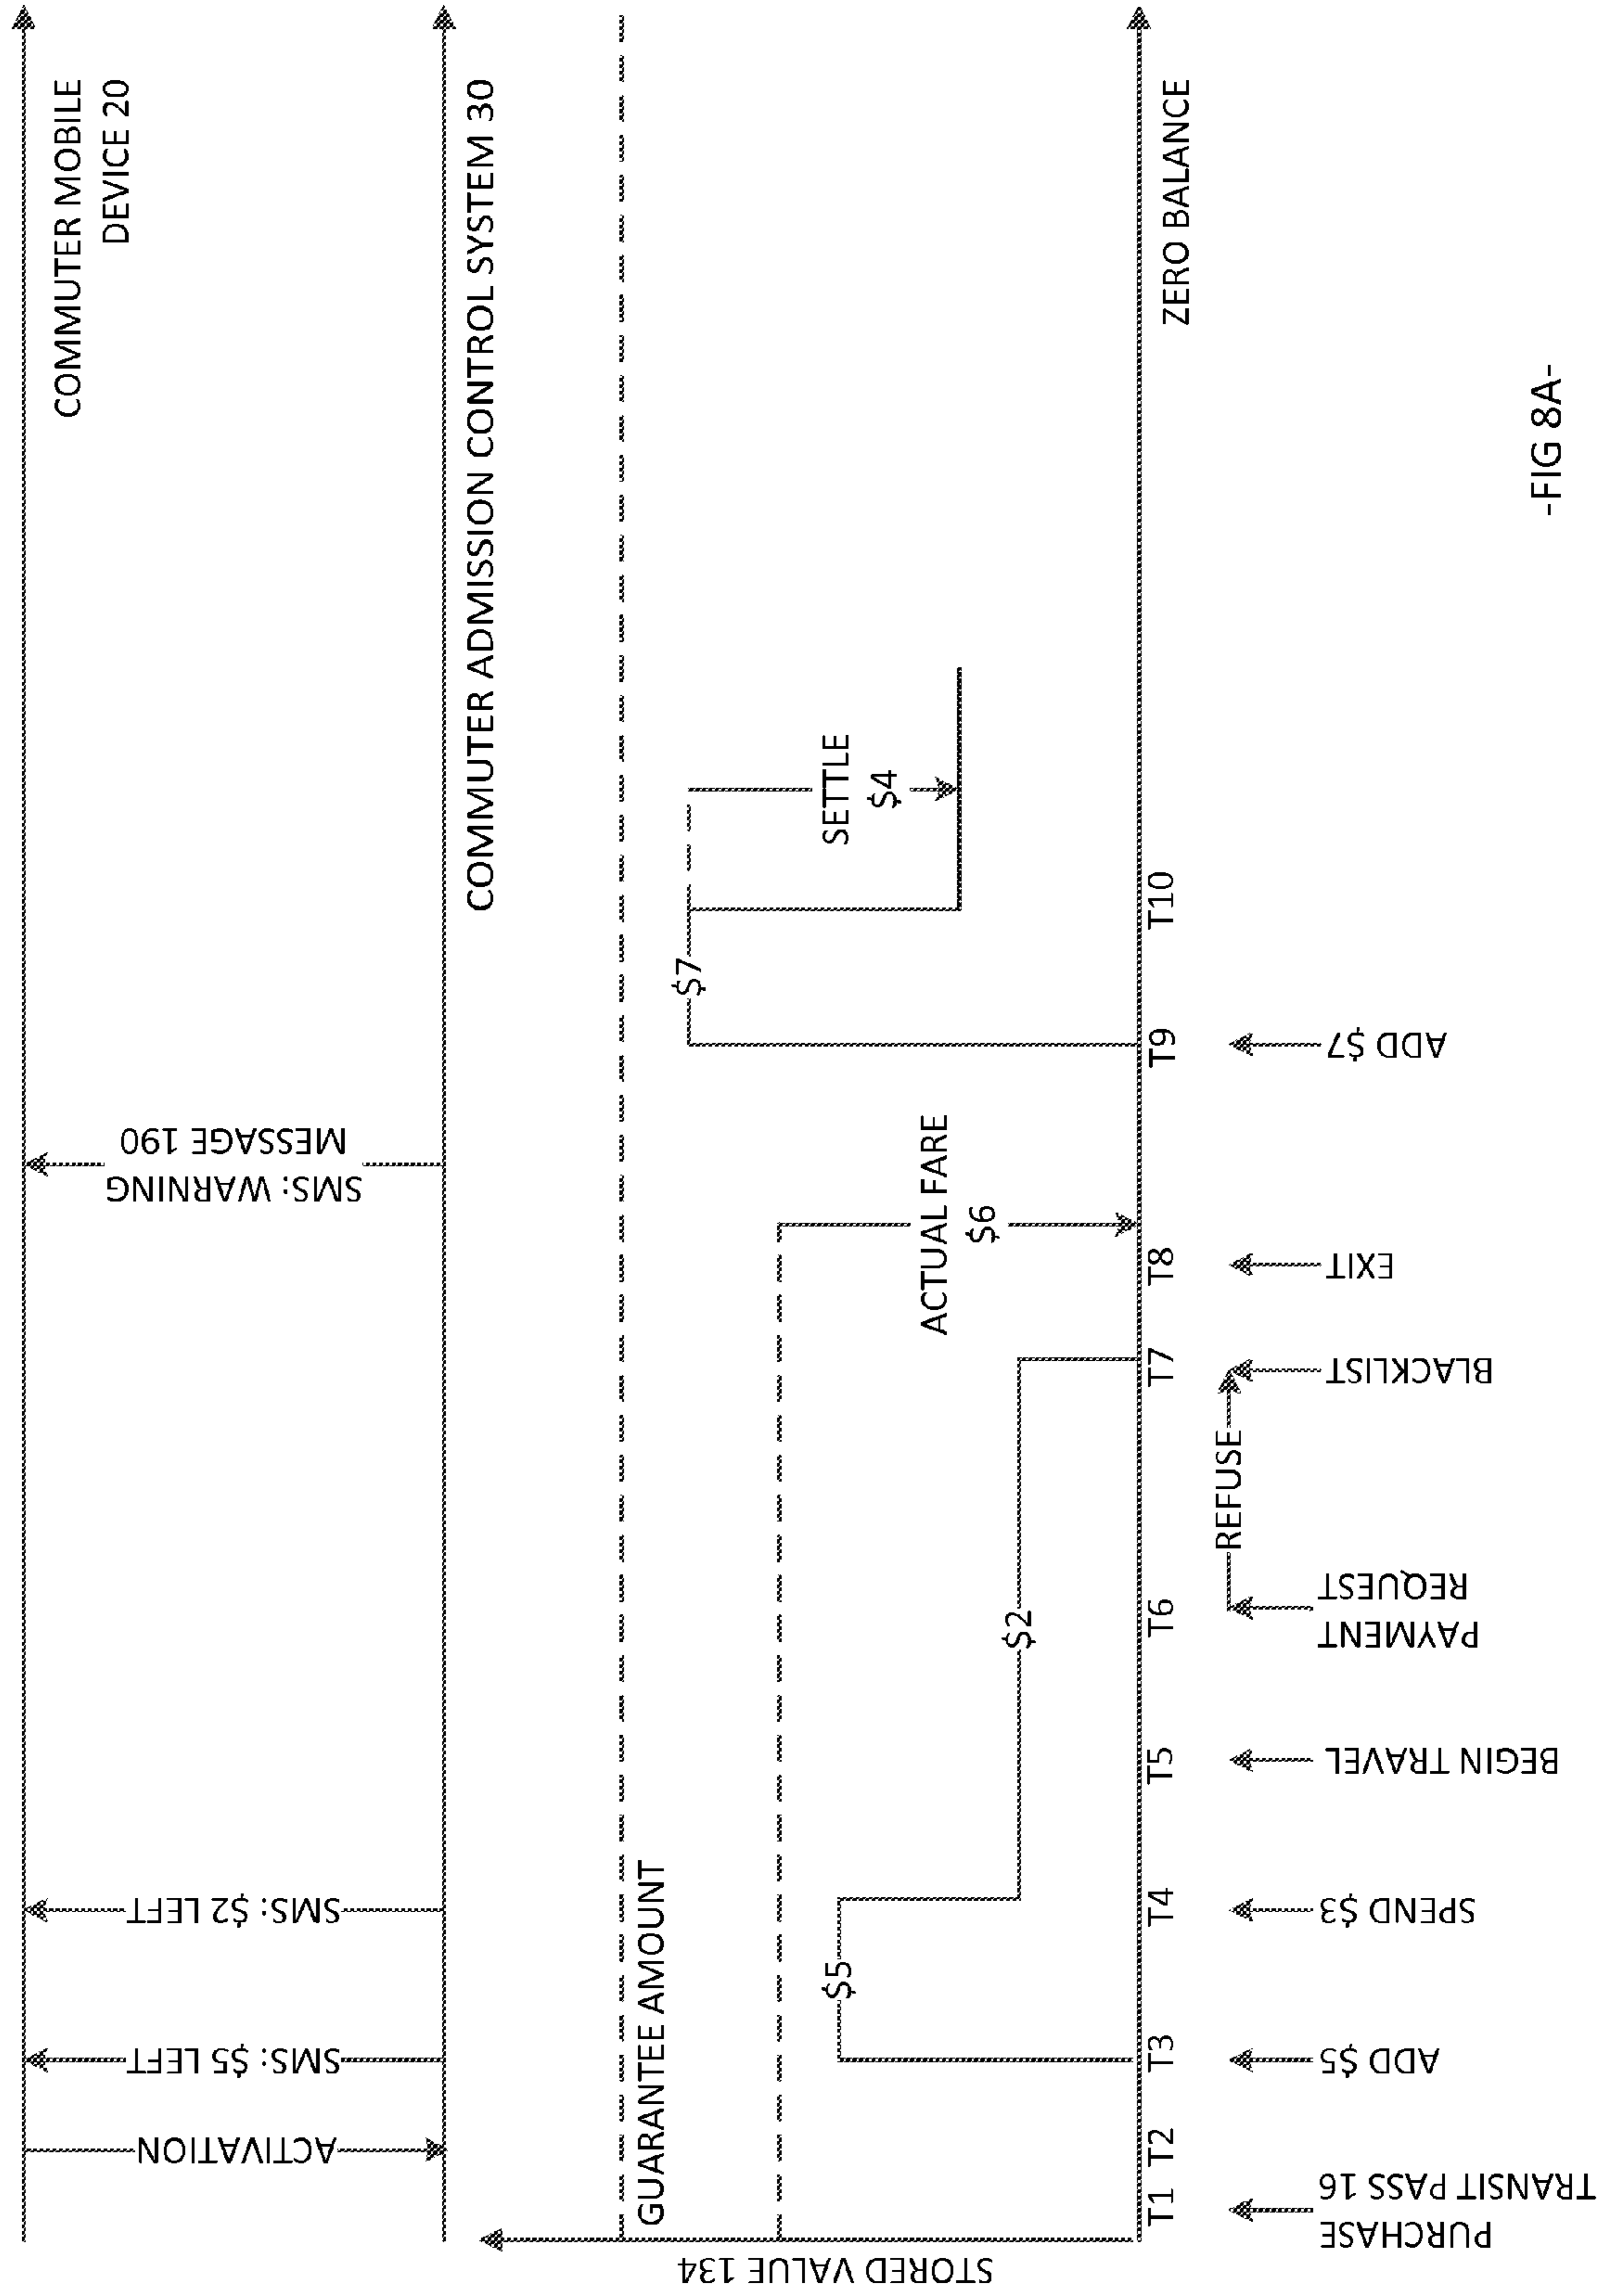 COMMUTER MOBILE
DEVICE 20
ACTIVATION
SMS: $5 LEFT
SMS: $2 LEFT
SMS: WARNING
MESSAGE 190
COMMUTER ADMISSION CONTROL SYSTEM 30
STORED VALUE 134
GUARANTEE AMOUNT
$5
$2
ACTUAL FARE
$6
$7
SETTLE
$4
T1
T2
T3
T4
T5
T6
T7
T8
T9
T10
ZERO BALANCE
PURCHASE
TRANSIT PASS 16
ADD $5
SPEND $3
BEGIN TRAVEL
PAYMENT
REQUEST
REFUSE
BLACKLIST
EXIT
ADD $7
-FIG 8A-